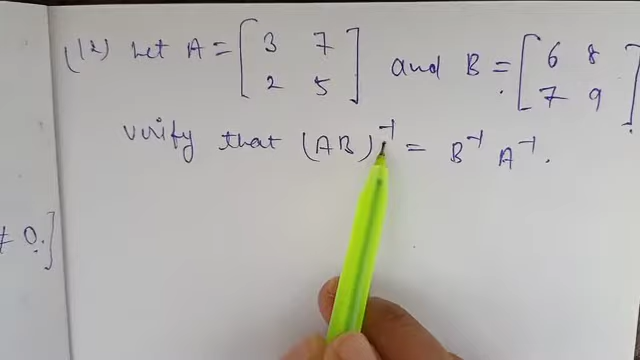 (12) Let A = [3 7 2 5] and B = [6 8 7 9]
verify that (AB)⁻¹ = B⁻¹ A⁻¹.
≠ 0.]